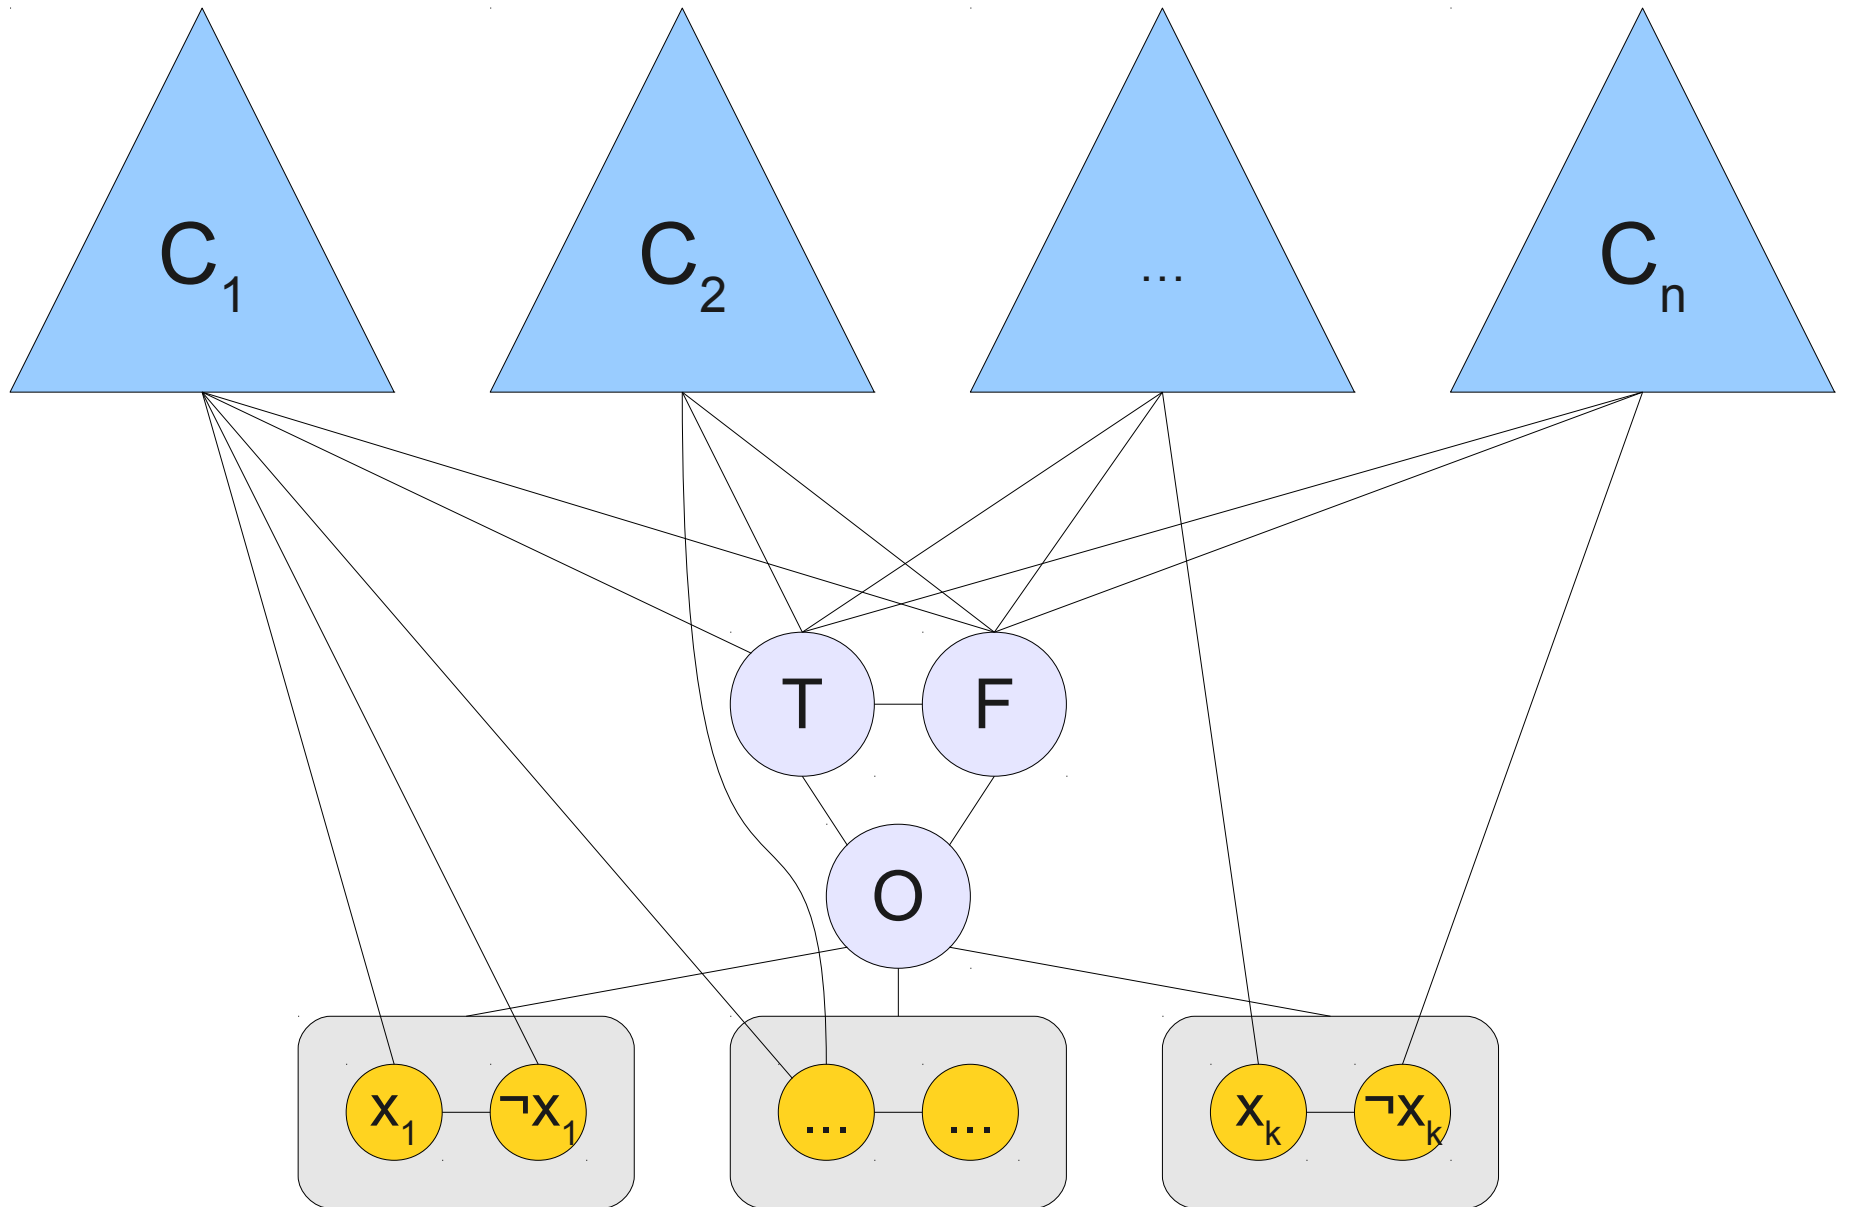 C₁ C₂ ... Cₙ
T F
O
x₁ ¬x₁ ... ... xₖ ¬xₖ